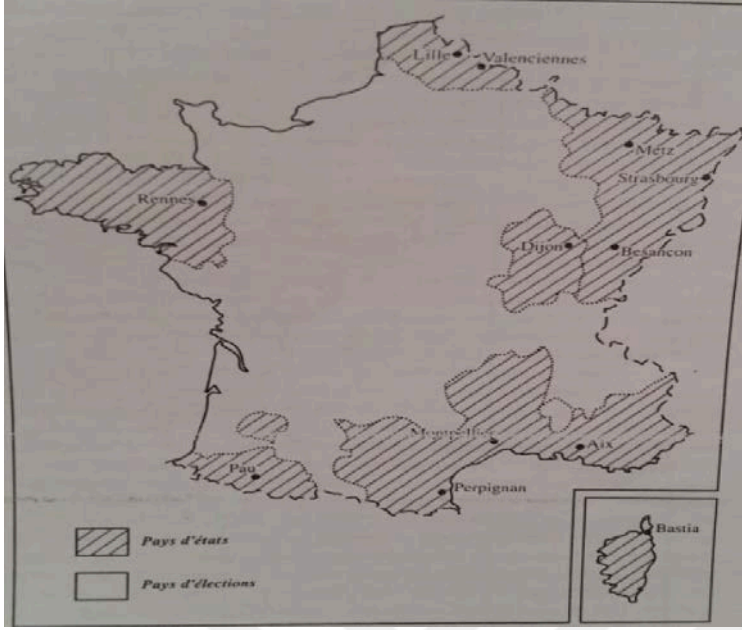 Lille
Valenciennes
Metz
Strasbourg
Rennes
Dijon
Besançon
Montpellier
Aix
Pau
Perpignan
Bastia
Pays d'états
Pays d'élections